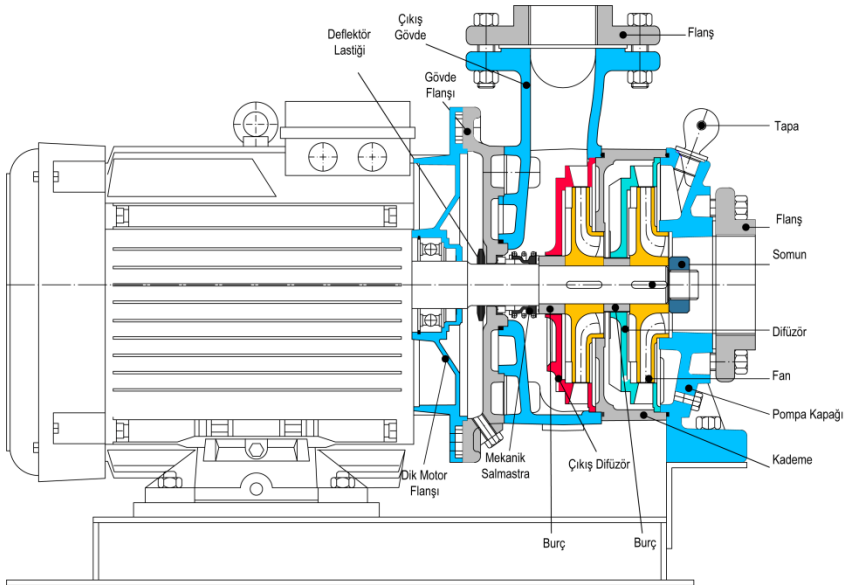 Çıkış
Gövde
Deflektör
Lastiği
Flanş
Gövde
Flanşı
Tapa
Flanş
Somun
Difüzör
Fan
Pompa Kapağı
Kademe
Dik Motor
Flanşı
Mekanik
Salmastra
Çıkış Difüzör
Burç
Burç